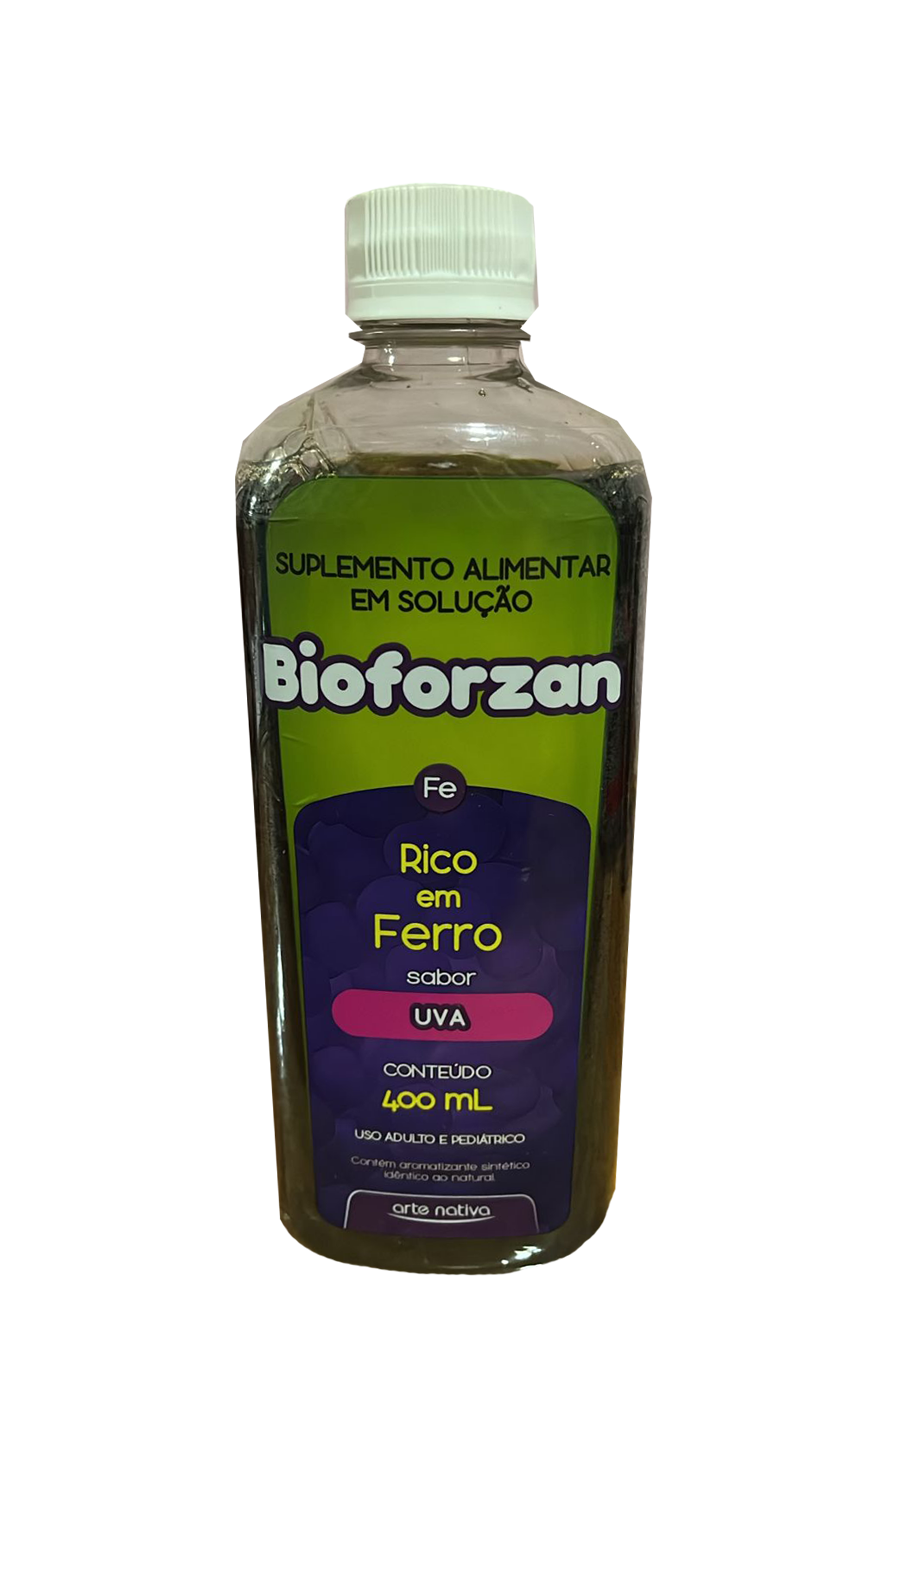 SUPLEMENTO ALIMENTAR
EM SOLUÇÃO
Bioforzan
Fe
Rico
em
Ferro
sabor
UVA
CONTEÚDO
400 mL
USO ADULTO E PEDIÁTRICO
Contém aromatizante sintético
idêntico ao natural
arte nativa